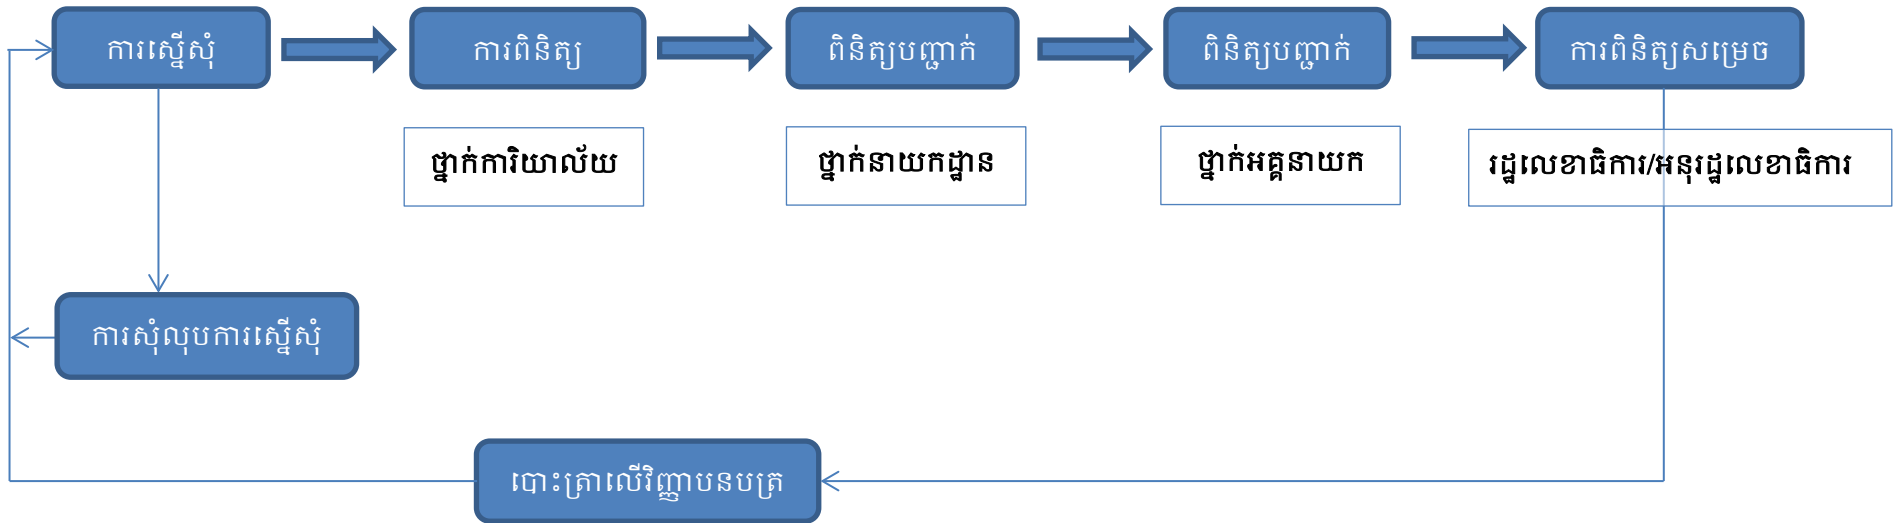 ការស្នើសុំ
ការពិនិត្យ
ពិនិត្យបញ្ជាក់
ពិនិត្យបញ្ជាក់
ការពិនិត្យសម្រេច
ថ្នាក់ការិយាល័យ
ថ្នាក់នាយកដ្ឋាន
ថ្នាក់អគ្គនាយក
រដ្ឋលេខាធិការ/អនុរដ្ឋលេខាធិការ
ការសុំលុបការស្នើសុំ
បោះត្រាលើវិញ្ញាបនបត្រ